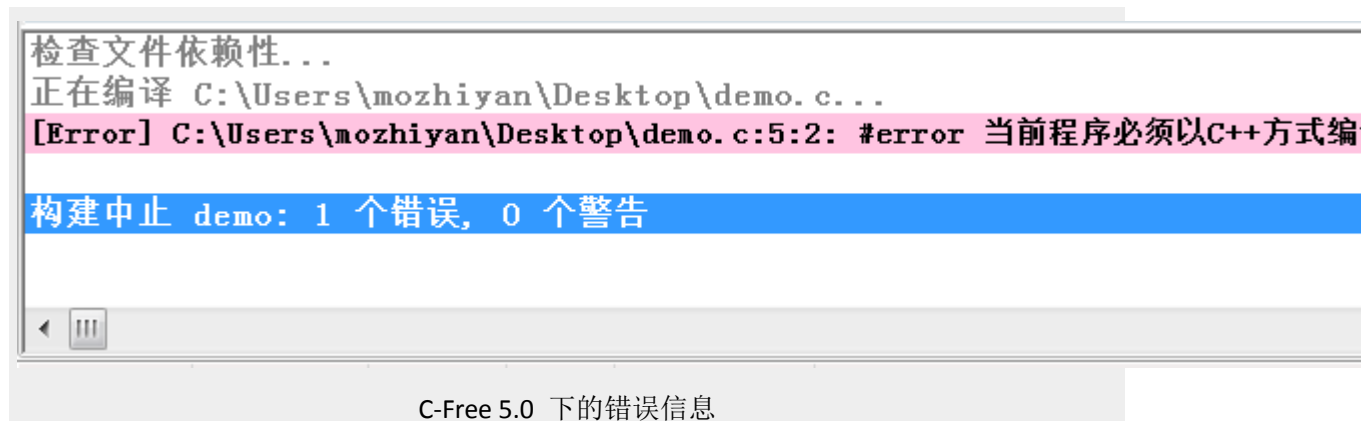 检查文件依赖性...
正在编译 C:\Users\mozhiyan\Desktop\demo.c...
[Error] C:\Users\mozhiyan\Desktop\demo.c:5:2: #error 当前程序必须以C++方式编
构建中止 demo: 1 个错误, 0 个警告
C-Free 5.0 下的错误信息